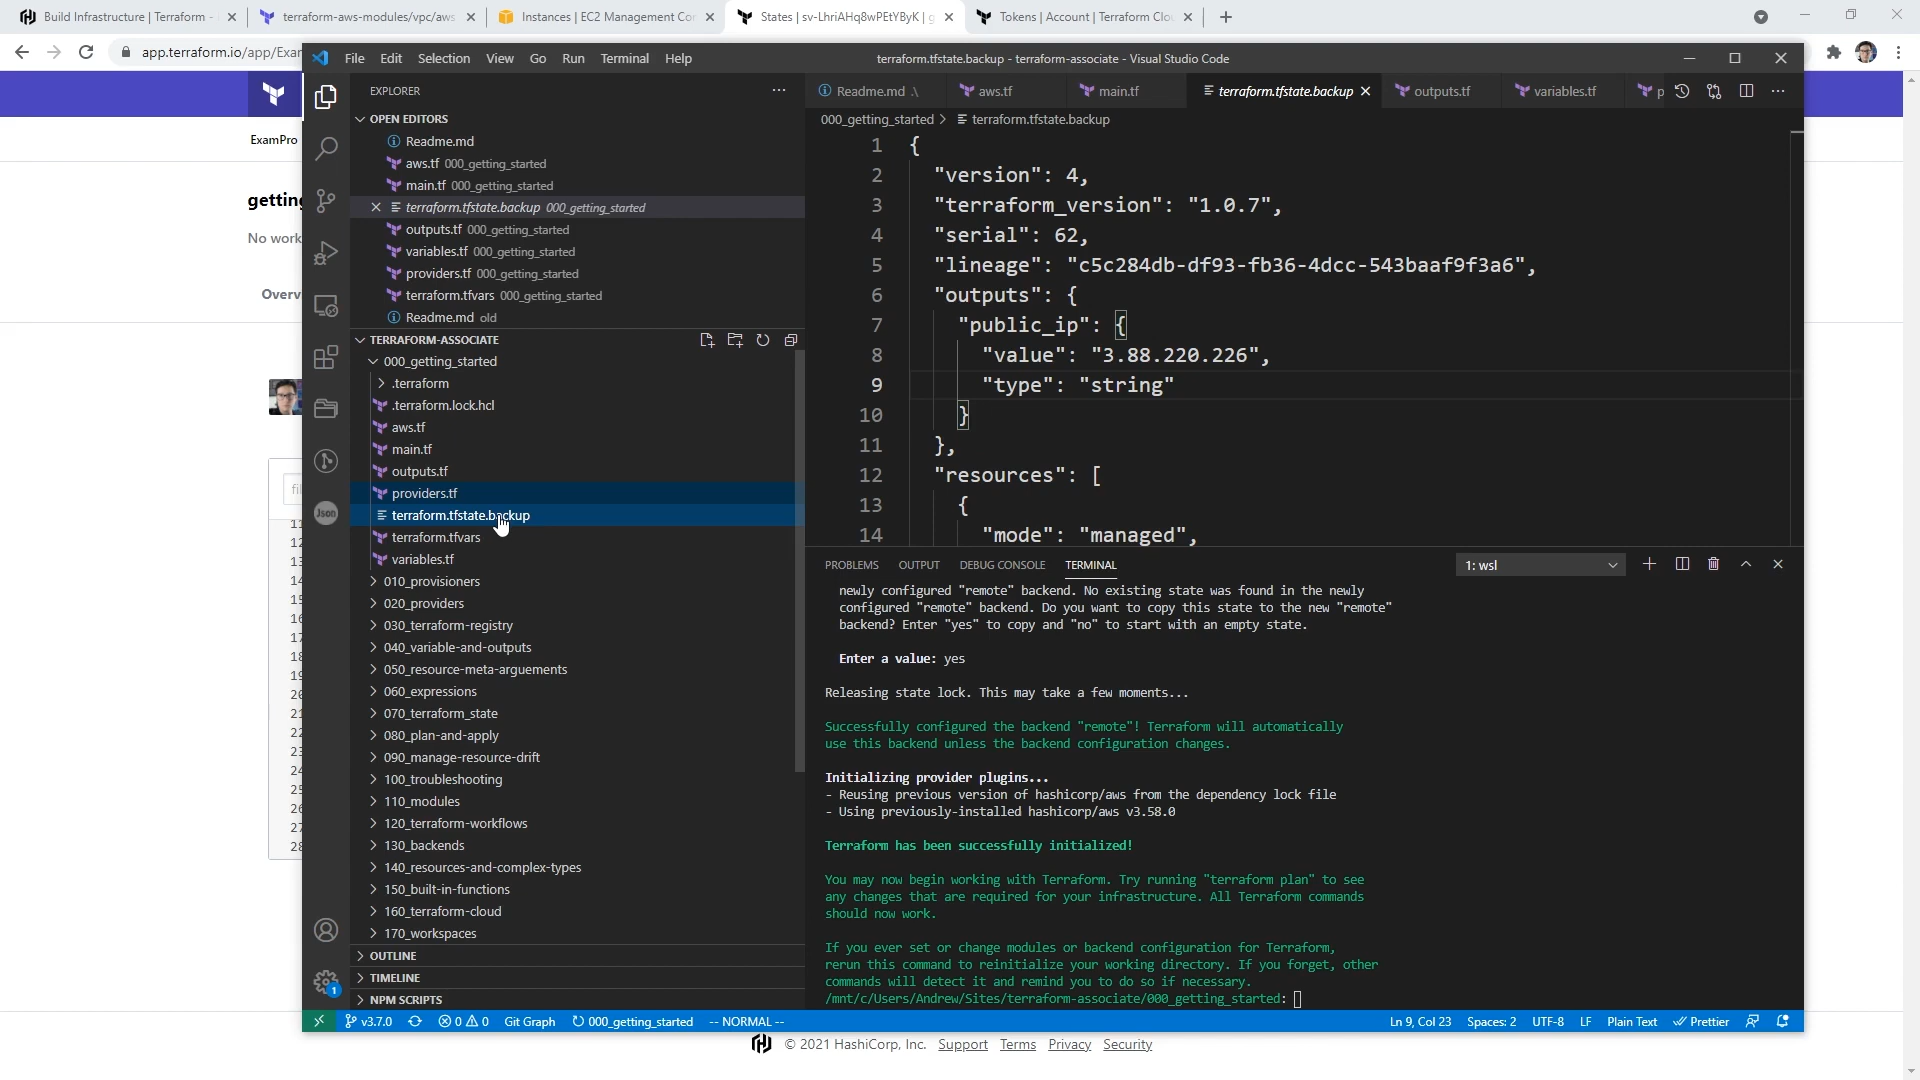 Build Infrastructure | Terraform -
terraform-aws-modules/vpc/aws
Instances | EC2 Management Con
States | sv-LhriAHq8wPEtYByK | g
Tokens | Account | Terraform Clou
app.terraform.io/app/Exa
File Edit Selection View Go Run Terminal Help
terraform.tfstate.backup - terraform-associate - Visual Studio Code
ExamPro
getting
No work
Overv
EXPLORER
OPEN EDITORS
Readme.md
aws.tf 000_getting_started
main.tf 000_getting_started
terraform.tfstate.backup 000_getting_started
outputs.tf 000_getting_started
variables.tf 000_getting_started
providers.tf 000_getting_started
terraform.tfvars 000_getting_started
Readme.md old
TERRAFORM-ASSOCIATE
000_getting_started
.terraform
.terraform.lock.hcl
aws.tf
main.tf
outputs.tf
providers.tf
terraform.tfstate.backup
terraform.tfvars
variables.tf
010_provisioners
020_providers
030_terraform-registry
040_variable-and-outputs
050_resource-meta-arguements
060_expressions
070_terraform_state
080_plan-and-apply
090_manage-resource-drift
100_troubleshooting
110_modules
120_terraform-workflows
130_backends
140_resources-and-complex-types
150_built-in-functions
160_terraform-cloud
170_workspaces
OUTLINE
TIMELINE
NPM SCRIPTS
Json
1
Readme.md .\
aws.tf
main.tf
terraform.tfstate.backup
outputs.tf
variables.tf
p
000_getting_started > terraform.tfstate.backup
1 {
2 "version": 4,
3 "terraform_version": "1.0.7",
4 "serial": 62,
5 "lineage": "c5c284db-df93-fb36-4dcc-543baaf9f3a6",
6 "outputs": {
7 "public_ip": {
8 "value": "3.88.220.226",
9 "type": "string"
10 }
11 },
12 "resources": [
13 {
14 "mode": "managed",
PROBLEMS OUTPUT DEBUG CONSOLE TERMINAL
1: wsl
newly configured "remote" backend. No existing state was found in the newly
configured "remote" backend. Do you want to copy this state to the new "remote"
backend? Enter "yes" to copy and "no" to start with an empty state.
Enter a value: yes
Releasing state lock. This may take a few moments...
Successfully configured the backend "remote"! Terraform will automatically
use this backend unless the backend configuration changes.
Initializing provider plugins...
- Reusing previous version of hashicorp/aws from the dependency lock file
- Using previously-installed hashicorp/aws v3.58.0
Terraform has been successfully initialized!
You may now begin working with Terraform. Try running "terraform plan" to see
any changes that are required for your infrastructure. All Terraform commands
should now work.
If you ever set or change modules or backend configuration for Terraform,
rerun this command to reinitialize your working directory. If you forget, other
commands will detect it and remind you to do so if necessary.
/mnt/c/Users/Andrew/Sites/terraform-associate/000_getting_started:
v3.7.0 0 0 Git Graph 000_getting_started -- NORMAL --
Ln 9, Col 23 Spaces: 2 UTF-8 LF Plain Text Prettier
© 2021 HashiCorp, Inc. Support Terms Privacy Security